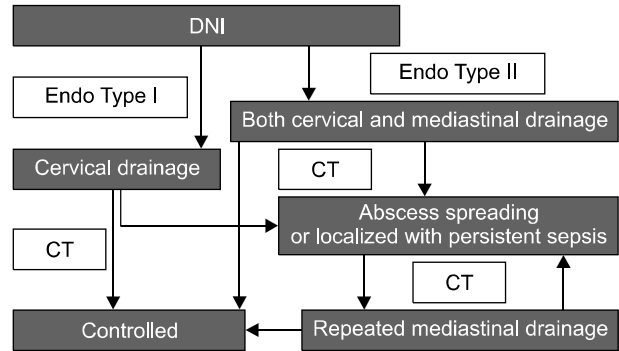 DNI
Endo Type II
Endo Type I
Both cervical and mediastinal drainage
Cervical drainage
CT
Abscess spreading
or localized with persistent sepsis
CT
CT
Controlled
Repeated mediastinal drainage